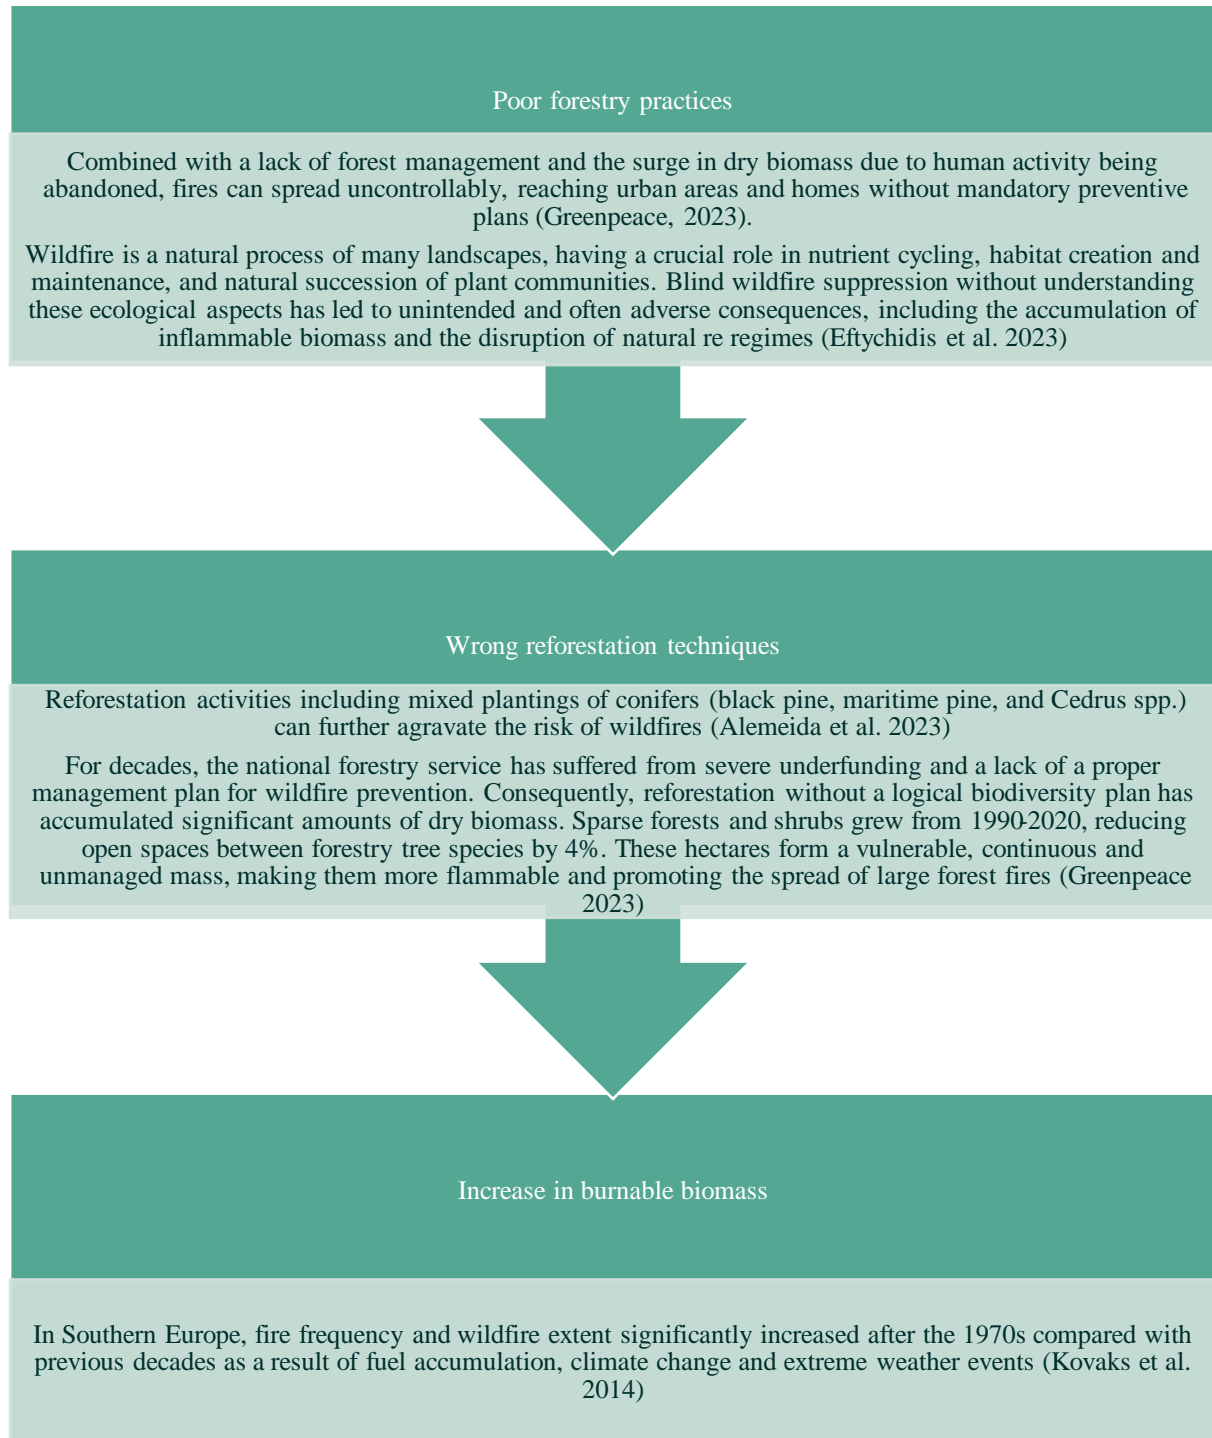 Poor forestry practices
Combined with a lack of forest management and the surge in dry biomass due to human activity being
abandoned, fires can spread uncontrollably, reaching urban areas and homes without mandatory preventive
plans (Greenpeace, 2023).
Wildfire is a natural process of many landscapes, having a crucial role in nutrient cycling, habitat creation and
maintenance, and natural succession of plant communities. Blind wildfire suppression without understanding
these ecological aspects has led to unintended and often adverse consequences, including the accumulation of
inflammable biomass and the disruption of natural re regimes (Eftychidis et al. 2023)
Wrong reforestation techniques
Reforestation activities including mixed plantings of conifers (black pine, maritime pine, and Cedrus spp.)
can further agravate the risk of wildfires (Alemeida et al. 2023)
For decades, the national forestry service has suffered from severe underfunding and a lack of a proper
management plan for wildfire prevention. Consequently, reforestation without a logical biodiversity plan has
accumulated significant amounts of dry biomass. Sparse forests and shrubs grew from 1990-2020, reducing
open spaces between forestry tree species by 4%. These hectares form a vulnerable, continuous and
unmanaged mass, making them more flammable and promoting the spread of large forest fires (Greenpeace
2023)
Increase in burnable biomass
In Southern Europe, fire frequency and wildfire extent significantly increased after the 1970s compared with
previous decades as a result of fuel accumulation, climate change and extreme weather events (Kovaks et al.
2014)